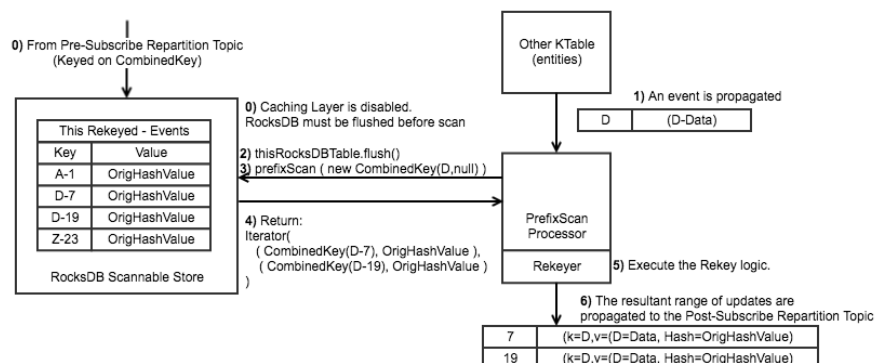 0) From Pre-Subscribe Repartition Topic
(Keyed on CombinedKey)
Other KTable
(entities)
1) An event is propagated
D (D-Data)
0) Caching Layer is disabled.
RocksDB must be flushed before scan
This Rekeyed - Events
Key Value
A-1 OrigHashValue
D-7 OrigHashValue
D-19 OrigHashValue
Z-23 OrigHashValue
RocksDB Scannable Store
2) thisRocksDBTable.flush()
3) prefixScan ( new CombinedKey(D,null) )
4) Return:
Iterator(
( CombinedKey(D-7), OrigHashValue ),
( CombinedKey(D-19), OrigHashValue )
)
PrefixScan
Processor
Rekeyer
5) Execute the Rekey logic.
6) The resultant range of updates are
propagated to the Post-Subscribe Repartition Topic
7 (k=D,v=(D=Data, Hash=OrigHashValue)
19 (k=D,v=(D=Data, Hash=OrigHashValue)